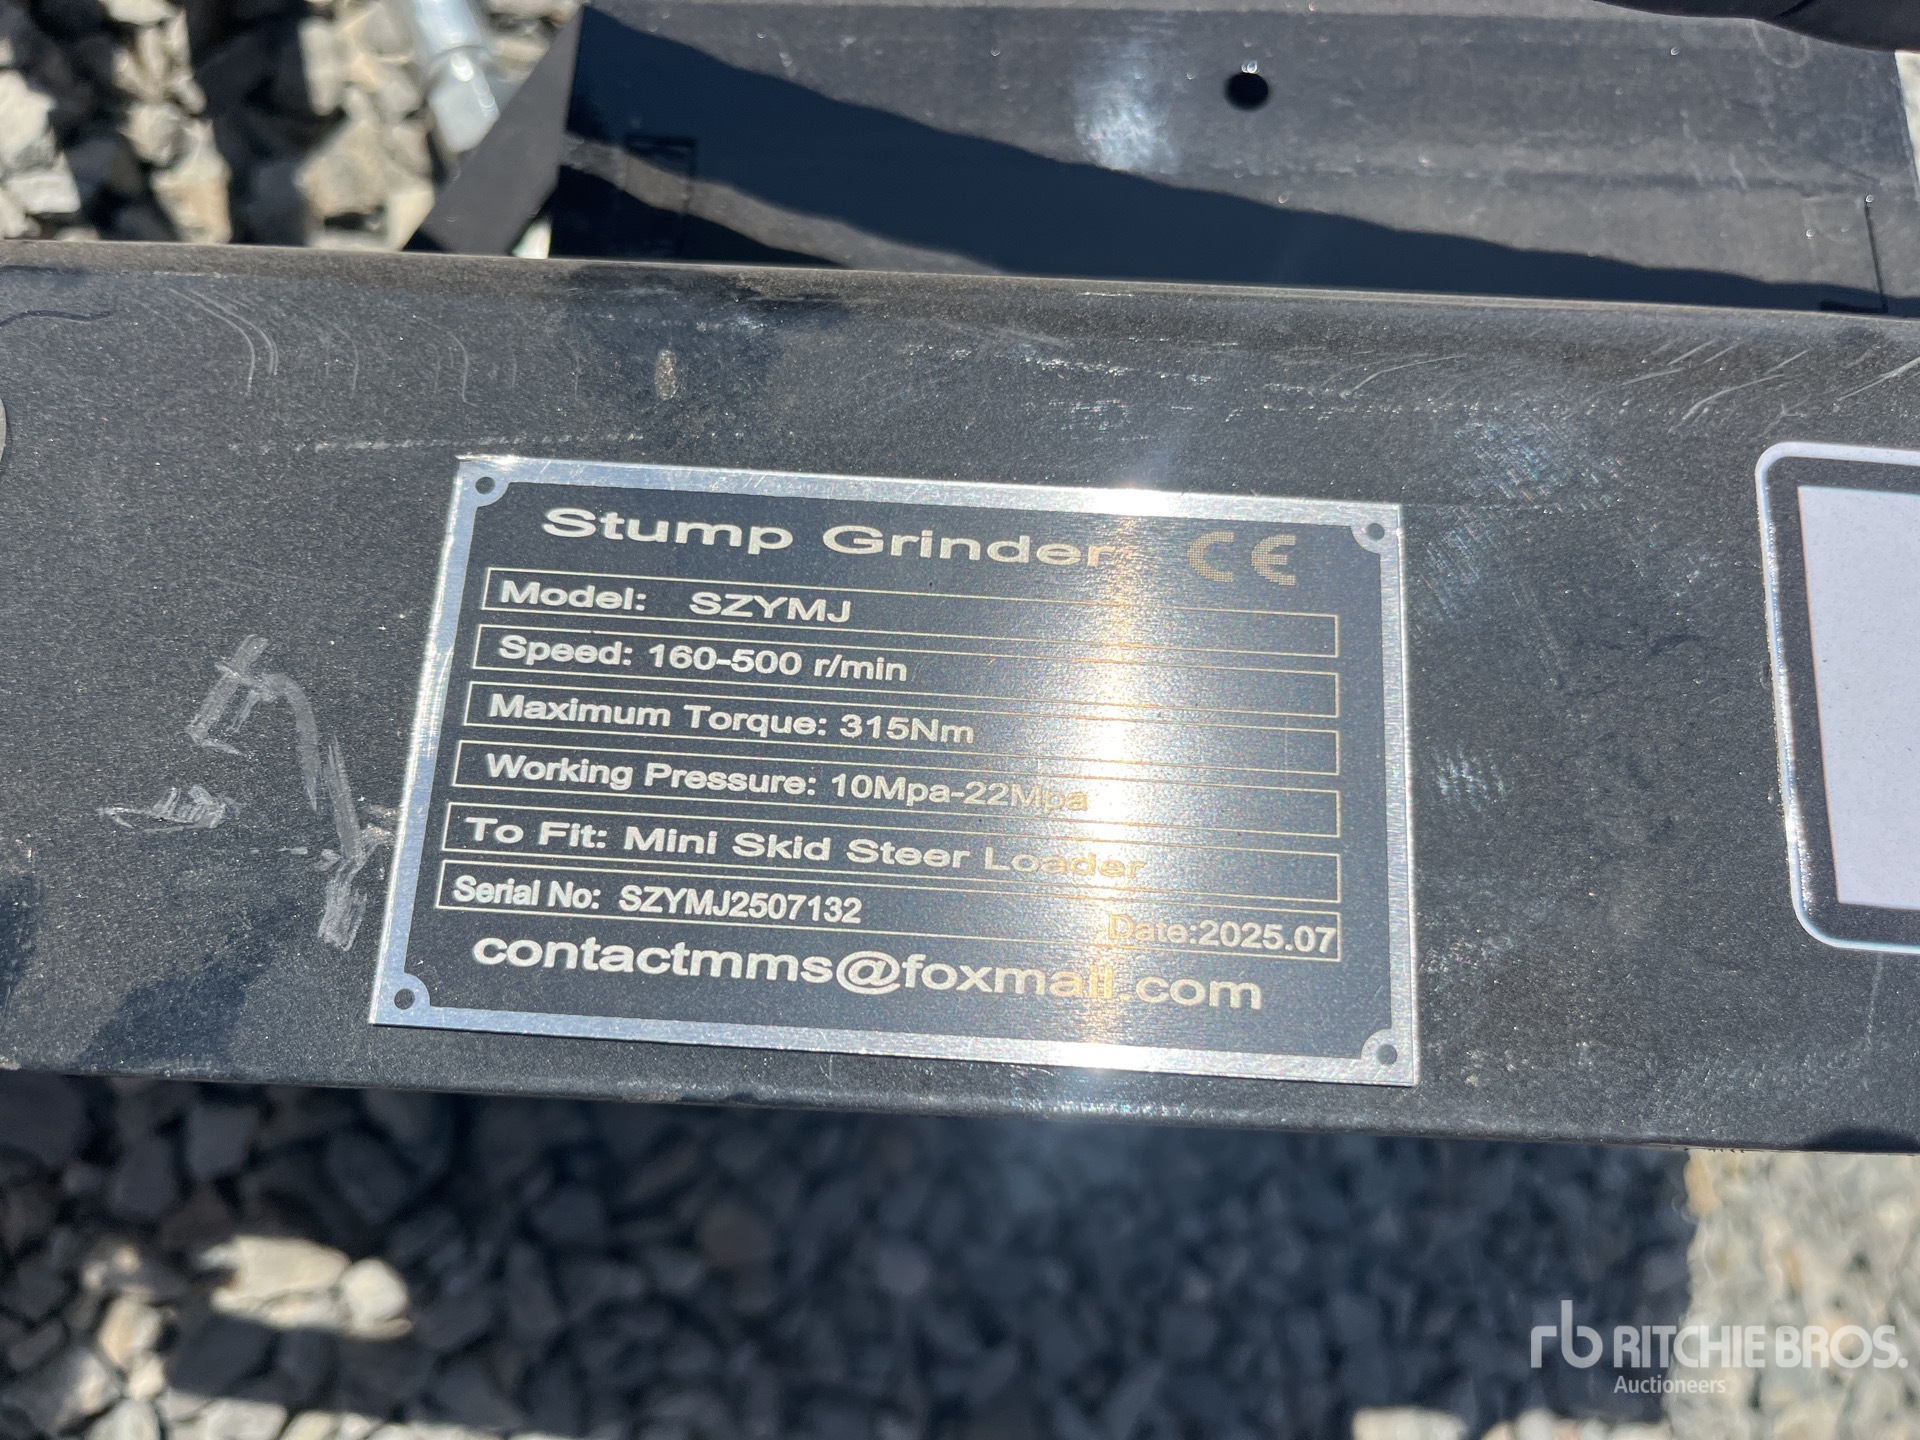 Stump Grinder CE
Model: SZYMJ
Speed: 160-500 r/min
Maximum Torque: 315Nm
Working Pressure: 10Mpa-22Mpa
To Fit: Mini Skid Steer Loader
Serial No: SZYMJ2507132 Date:2025.07
contactmms@foxmail.com
rb RITCHIE BROS.
Auctioneers